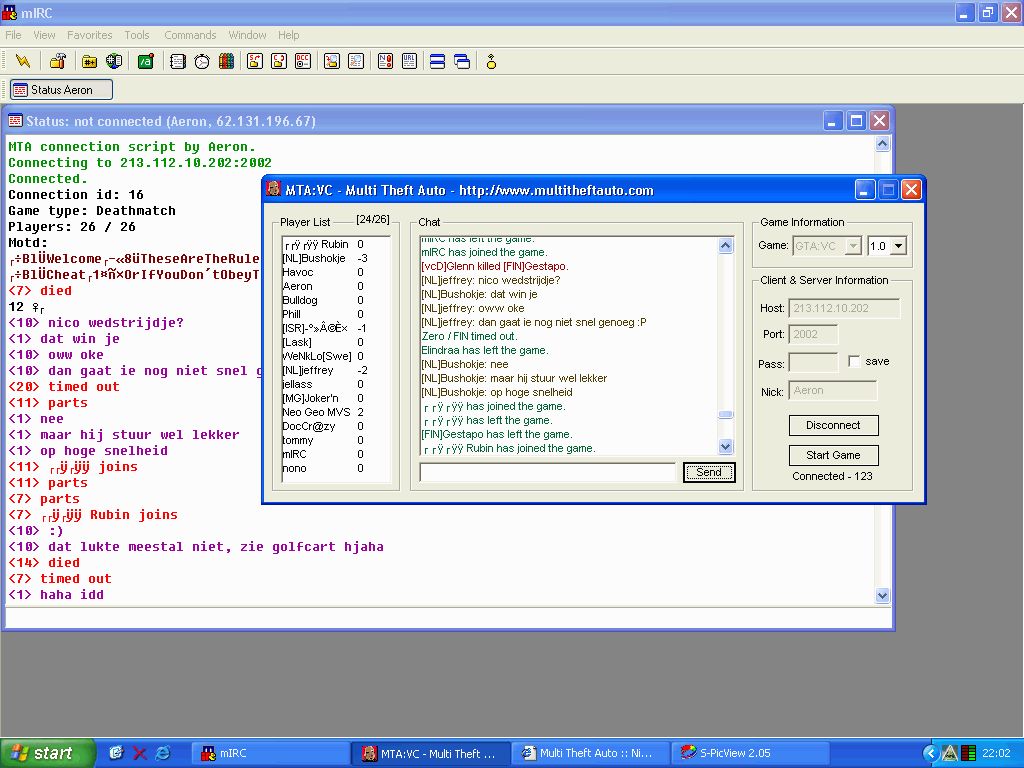 mIRC
File View Favorites Tools Commands Window Help
Status Aeron
Status: not connected (Aeron, 62.131.196.67)
MTA connection script by Aeron.
Connecting to 213.112.10.202:2002
Connected.
Connection id: 16
Game type: Deathmatch
Players: 26 / 26
Motd:
<7> died
12
<10> nico wedstrijdje?
<1> dat win je
<10> oww oke
<10> dan gaat ie nog niet snel g
<20> timed out
<11> parts
<1> nee
<1> maar hij stuur wel lekker
<1> op hoge snelheid
<11> ┌┌ÿ┌ÿÿ joins
<11> parts
<7> parts
<7> ┌┌ÿ┌ÿÿ Rubin joins
<10> :)
<10> dat lukte meestal niet, zie golfcart hjaha
<14> died
<7> timed out
<1> haha idd
MTA:VC - Multi Theft Auto - http://www.multitheftauto.com
Player List [24/26]
┌┌ÿ┌ÿÿ Rubin 0
[NL]Bushokje -3
Havoc 0
Aeron 0
Bulldog 0
Phill 0
[ISR]-°»Â©È× -1
[Lask] 0
WeNkLo[Swe] 0
[NL]jeffrey -2
jellass 0
[MG]Joker'n 0
Neo Geo MVS 2
DocCr@zy 0
tommy 0
mIRC 0
nono 0
Chat
mIRC has left the game.
mIRC has joined the game.
[vcD]Glenn killed [FIN]Gestapo.
[NL]jeffrey: nico wedstrijdje?
[NL]Bushokje: dat win je
[NL]jeffrey: oww oke
[NL]jeffrey: dan gaat ie nog niet snel genoeg :P
Zero / FIN timed out.
Elindraa has left the game.
[NL]Bushokje: nee
[NL]Bushokje: maar hij stuur wel lekker
[NL]Bushokje: op hoge snelheid
┌┌ÿ┌ÿÿ has joined the game.
┌┌ÿ┌ÿÿ has left the game.
[FIN]Gestapo has left the game.
┌┌ÿ┌ÿÿ Rubin has joined the game.
Send
Game Information
Game: GTA:VC 1.0
Client & Server Information
Host: 213.112.10.202
Port: 2002
Pass: save
Nick: Aeron
Disconnect
Start Game
Connected - 123
start mIRC MTA:VC - Multi Theft ... Multi Theft Auto :: Ni... S-PicView 2.05 22:02